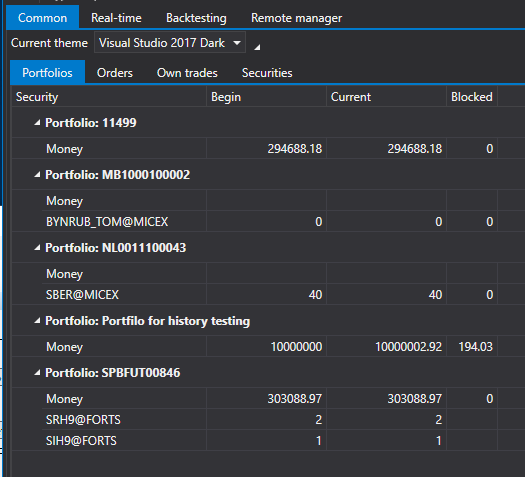 Common Real-time Backtesting Remote manager
Current theme Visual Studio 2017 Dark
Portfolios Orders Own trades Securities
Security Begin Current Blocked
Portfolio: 11499
Money 294688.18 294688.18 0
Portfolio: MB1000100002
Money
BYNRUB_TOM@MICEX 0 0 0
Portfolio: NL0011100043
Money
SBER@MICEX 40 40 0
Portfolio: Portfilo for history testing
Money 10000000 10000002.92 194.03
Portfolio: SPBFUT00846
Money 303088.97 303088.97 0
SRH9@FORTS 2 2
SIH9@FORTS 1 1